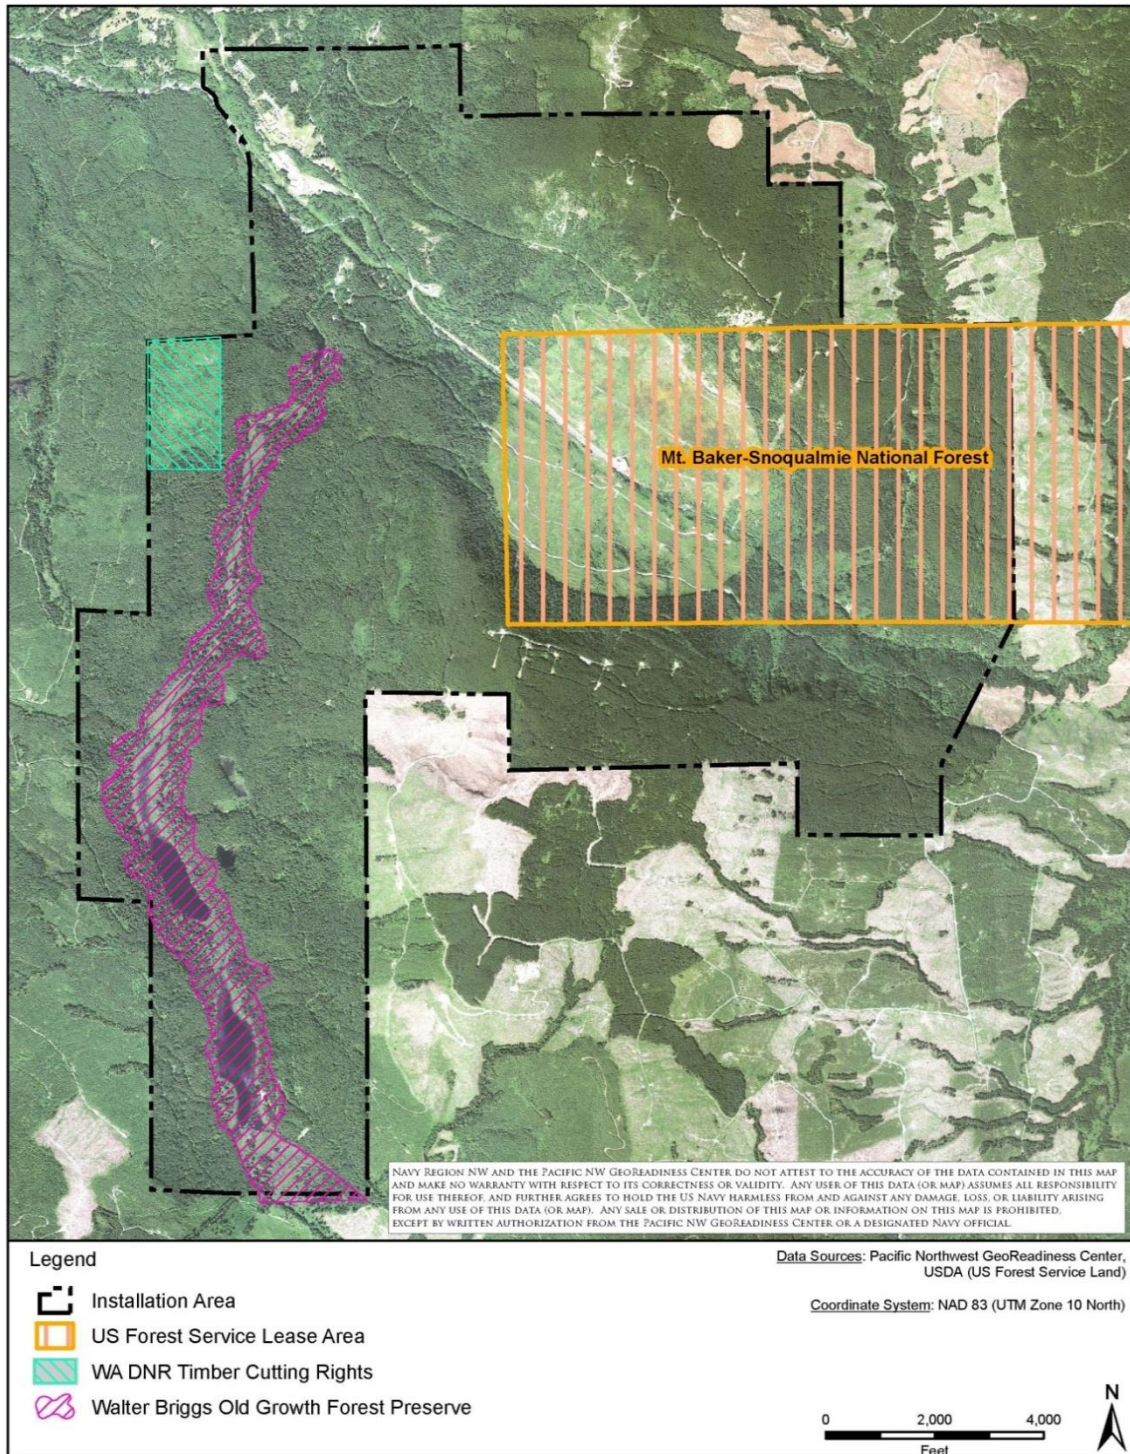 Mt. Baker-Snoqualmie National Forest
NAVY REGION NW AND THE PACIFIC NW GEOREADINESS CENTER DO NOT ATTEST TO THE ACCURACY OF THE DATA CONTAINED IN THIS MAP
AND MAKE NO WARRANTY WITH RESPECT TO ITS CORRECTNESS OR VALIDITY. ANY USER OF THIS DATA (OR MAP) ASSUMES ALL RESPONSIBILITY
FOR USE THEREOF, AND FURTHER AGREES TO HOLD THE US NAVY HARMLESS FROM AND AGAINST ANY DAMAGE, LOSS, OR LIABILITY ARISING
FROM ANY USE OF THIS DATA (OR MAP). ANY SALE OR DISTRIBUTION OF THIS MAP OR INFORMATION ON THIS MAP IS PROHIBITED,
EXCEPT BY WRITTEN AUTHORIZATION FROM THE PACIFIC NW GEOREADINESS CENTER OR A DESIGNATED NAVY OFFICIAL.
Legend
Installation Area
US Forest Service Lease Area
WA DNR Timber Cutting Rights
Walter Briggs Old Growth Forest Preserve
Data Sources: Pacific Northwest GeoReadiness Center,
USDA (US Forest Service Land)
Coordinate System: NAD 83 (UTM Zone 10 North)
N
0 2,000 4,000
Feet